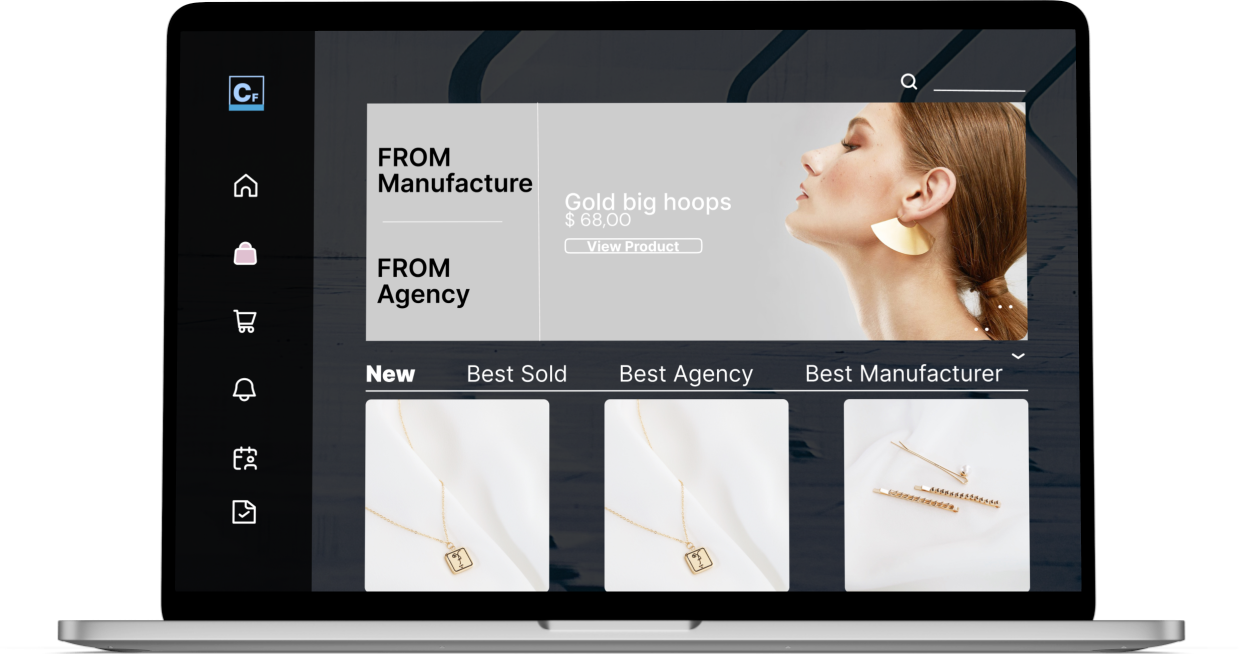 CF
FROM
Manufacture
FROM
Agency
Gold big hoops
$ 68,00
View Product
New
Best Sold
Best Agency
Best Manufacturer